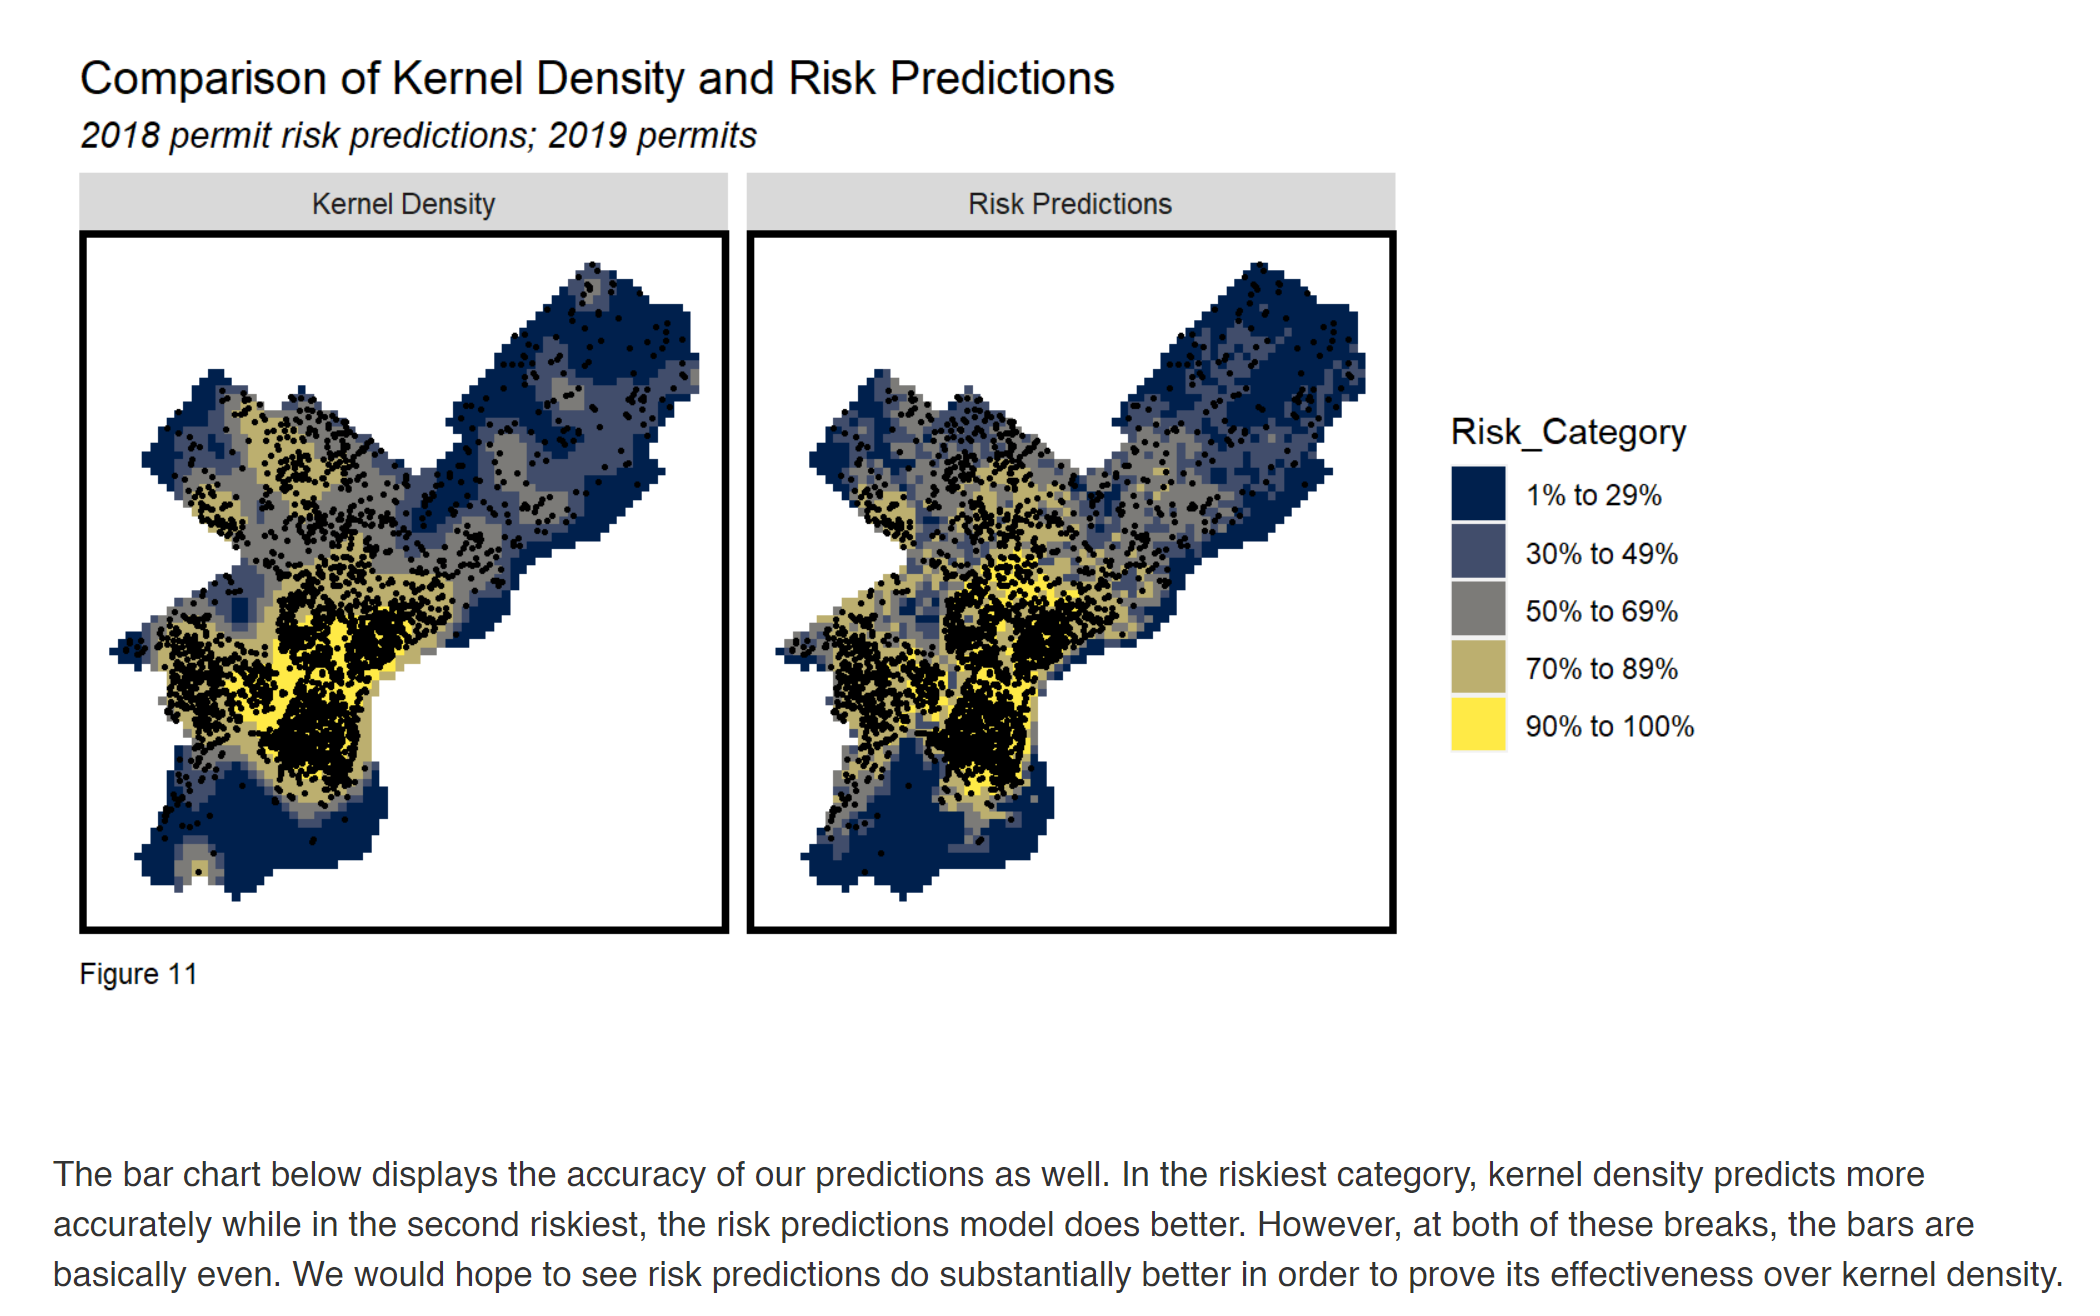 Comparison of Kernel Density and Risk Predictions
2018 permit risk predictions; 2019 permits
Kernel Density
Risk Predictions
Risk_Category
1% to 29%
30% to 49%
50% to 69%
70% to 89%
90% to 100%
Figure 11
The bar chart below displays the accuracy of our predictions as well. In the riskiest category, kernel density predicts more
accurately while in the second riskiest, the risk predictions model does better. However, at both of these breaks, the bars are
basically even. We would hope to see risk predictions do substantially better in order to prove its effectiveness over kernel density.